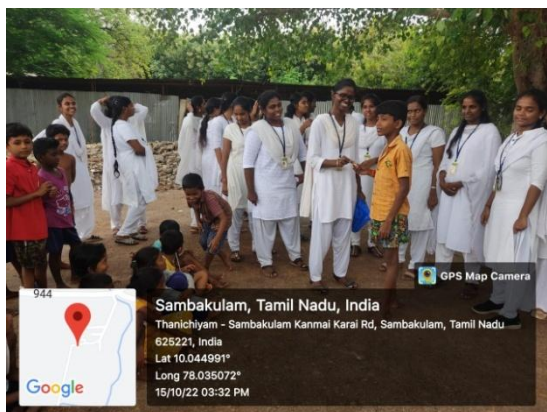 GPS Map Camera
944
Google
Sambakulam, Tamil Nadu, India
Thanichiyam - Sambakulam Kanmai Karai Rd, Sambakulam, Tamil Nadu
625221, India
Lat 10.044991°
Long 78.035072°
15/10/22 03:32 PM